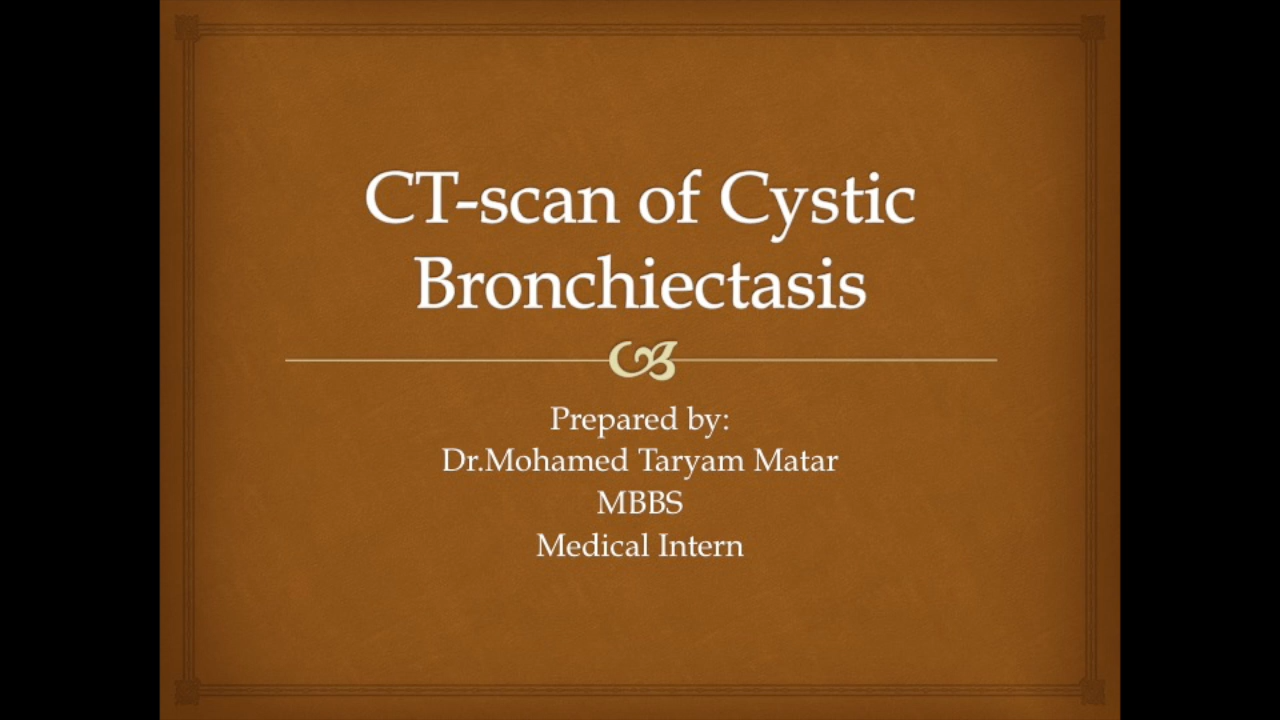 CT-scan of Cystic
Bronchiectasis
Prepared by:
Dr.Mohamed Taryam Matar
MBBS
Medical Intern